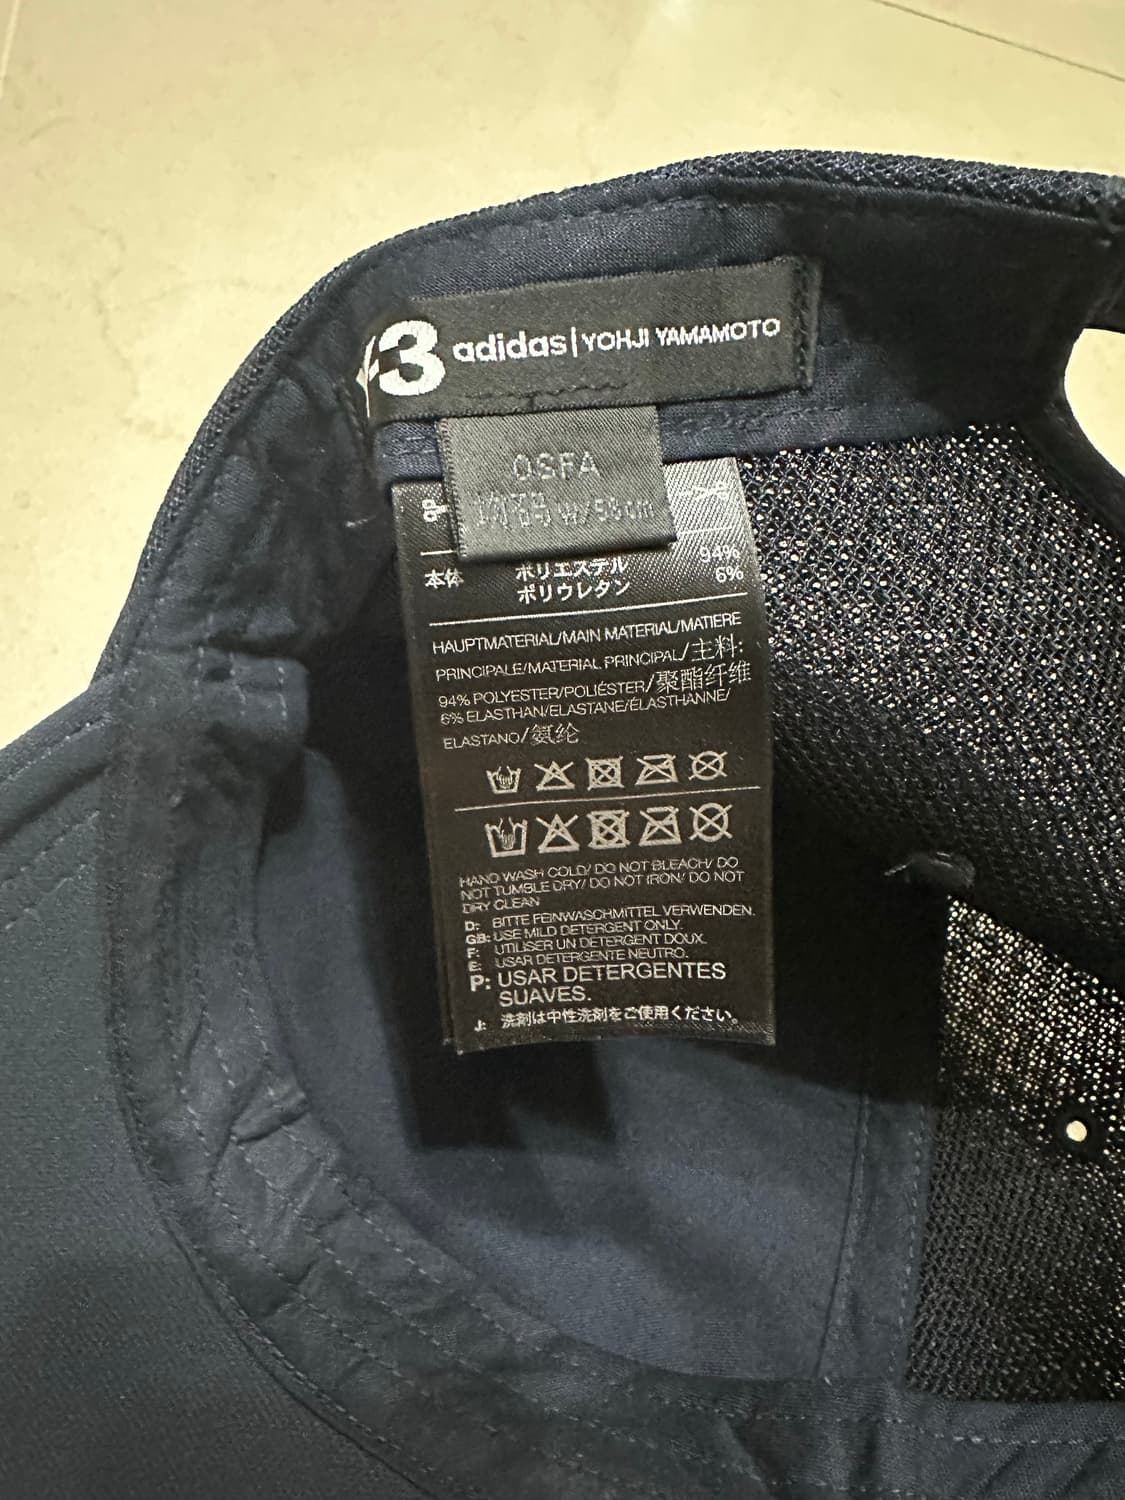 3 adidas | YOHJI YAMAMOTO
OSFA
94%
本体 ポリエステル
ポリウレタン 6%
HAUPTMATERIAL/MAIN MATERIAL/MATIERE
PRINCIPALE/MATERIAL PRINCIPAL/主料:
94% POLYESTER/POLIÉSTER/聚酯纤维
6% ELASTHAN/ELASTANE/ÉLASTHANNE/
ELASTANO/氨纶
HAND WASH COLD/ DO NOT BLEACH/ DO
NOT TUMBLE DRY/ DO NOT IRON/ DO NOT
DRY CLEAN
D: BITTE FEINWASCHMITTEL VERWENDEN.
GB: USE MILD DETERGENT ONLY.
F: UTILISER UN DETERGENT DOUX.
E: USAR DETERGENTE NEUTRO.
P: USAR DETERGENTES
SUAVES.
J: 洗剤は中性洗剤をご使用ください。